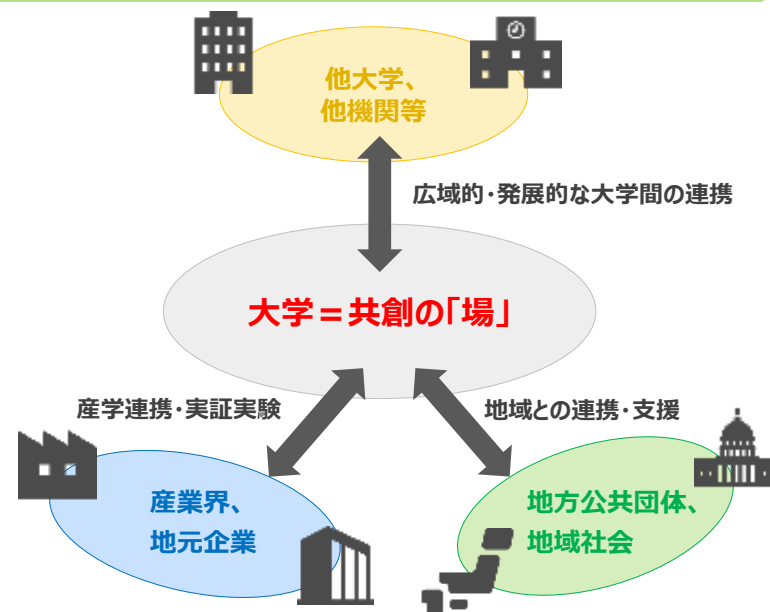 他大学、
他機関等
広域的・発展的な大学間の連携
大学＝共創の「場」
産学連携・実証実験
地域との連携・支援
産業界、
地元企業
地方公共団体、
地域社会